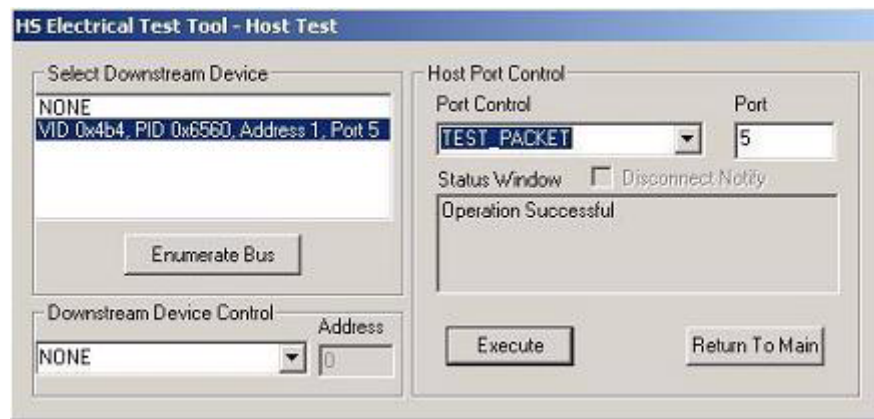 HS Electrical Test Tool - Host Test
Select Downstream Device
NONE
VID 0x4b4, PID 0x6560, Address 1, Port 5
Enumerate Bus
Downstream Device Control
Address
NONE
0
Host Port Control
Port Control
Port
TEST_PACKET
5
Status Window
Disconnect Notify
Operation Successful
Execute
Return To Main